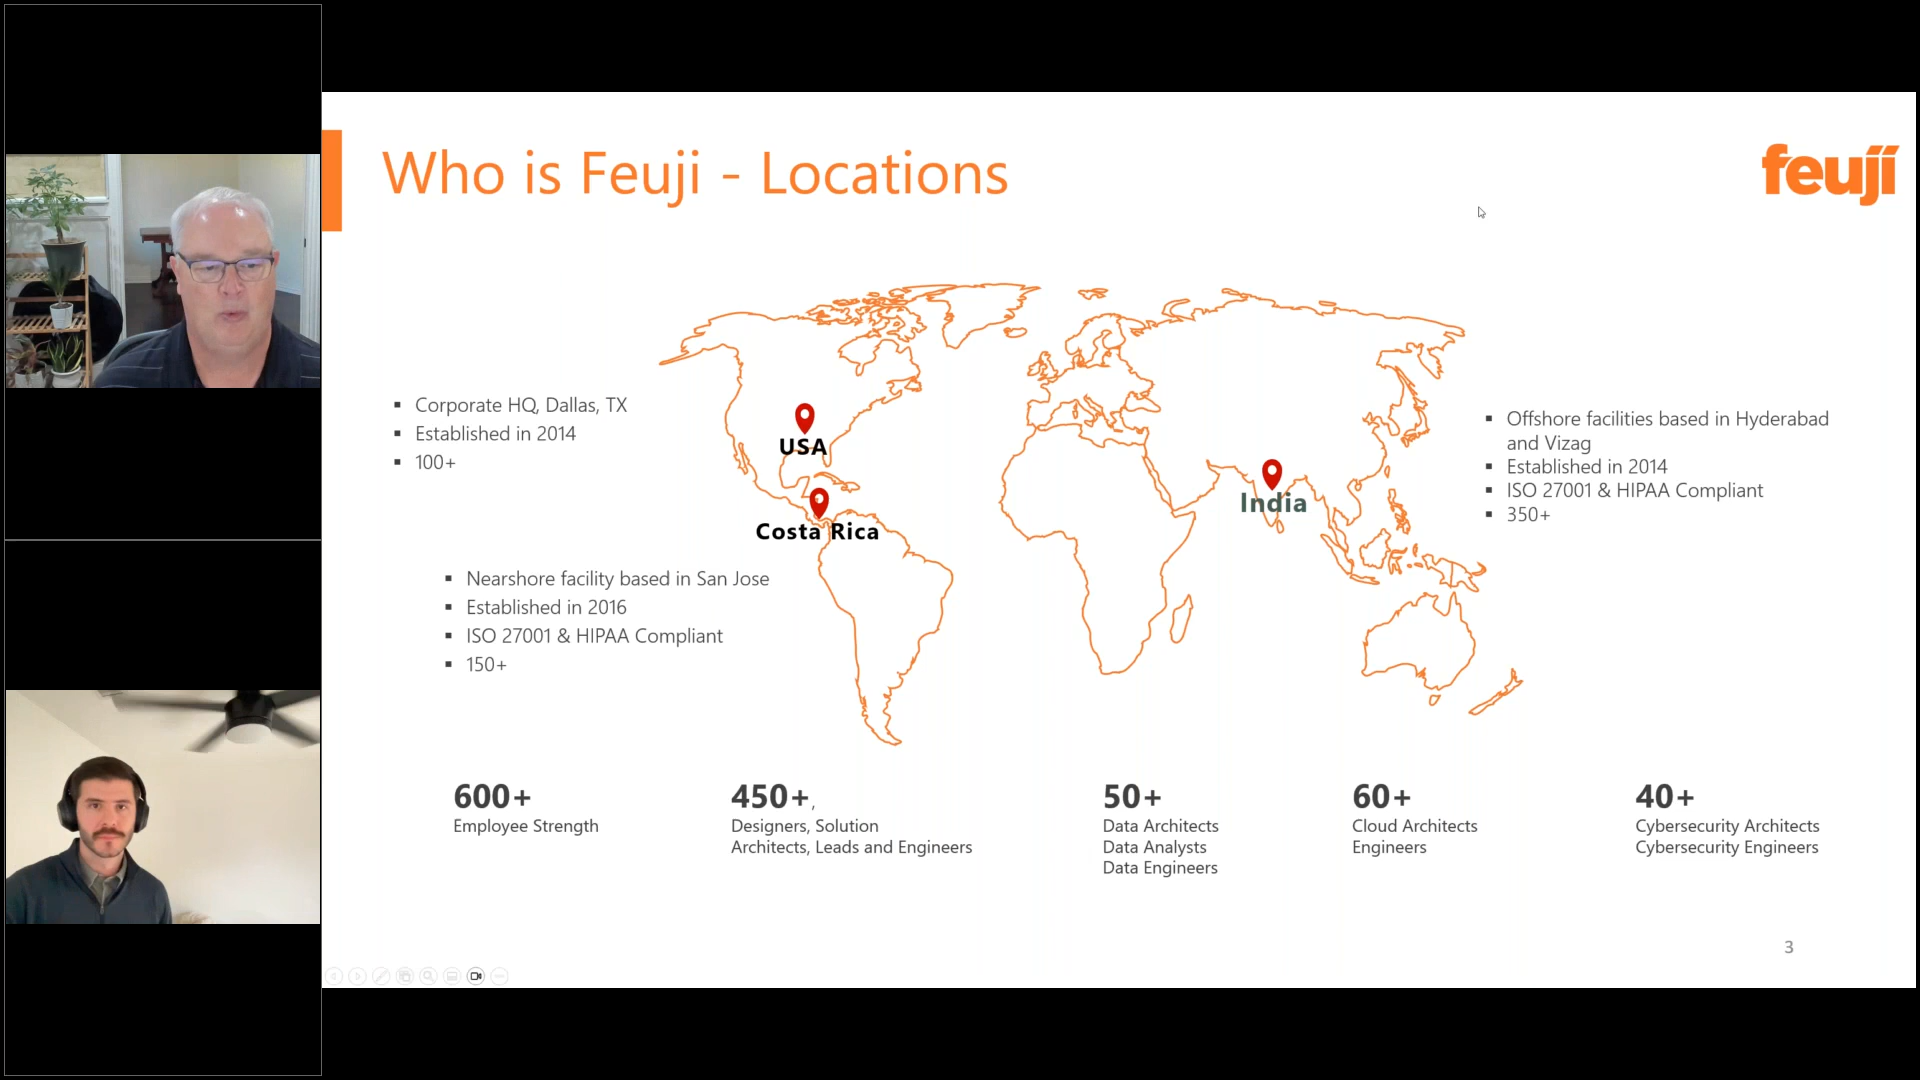 Who is Feuji - Locations
feuji
▪ Corporate HQ, Dallas, TX
▪ Established in 2014
▪ 100+
USA
Costa Rica
India
▪ Offshore facilities based in Hyderabad
and Vizag
▪ Established in 2014
▪ ISO 27001 & HIPAA Compliant
▪ 350+
▪ Nearshore facility based in San Jose
▪ Established in 2016
▪ ISO 27001 & HIPAA Compliant
▪ 150+
600+
Employee Strength
450+,
Designers, Solution
Architects, Leads and Engineers
50+
Data Architects
Data Analysts
Data Engineers
60+
Cloud Architects
Engineers
40+
Cybersecurity Architects
Cybersecurity Engineers
3